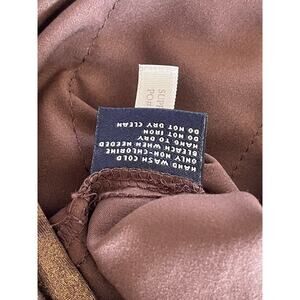 HAND WASH COLD
ONLY NON-CHLORINE
BLEACH WHEN NEEDED
HANG TO DRY
DO NOT IRON
DO NOT DRY CLEAN